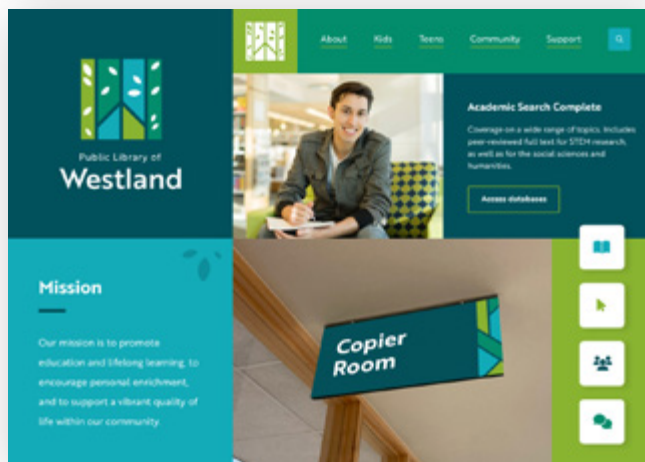 Public Library of
Westland
About Kids Teens Community Support
Academic Search Complete
Coverage on a wide range of topics. Includes
peer-reviewed full text for STEM research,
as well as for the social sciences and
humanities.
Access databases
Mission
Our mission is to promote
education and lifelong learning, to
encourage personal enrichment,
and to support a vibrant quality of
life within our community.
Copier
Room